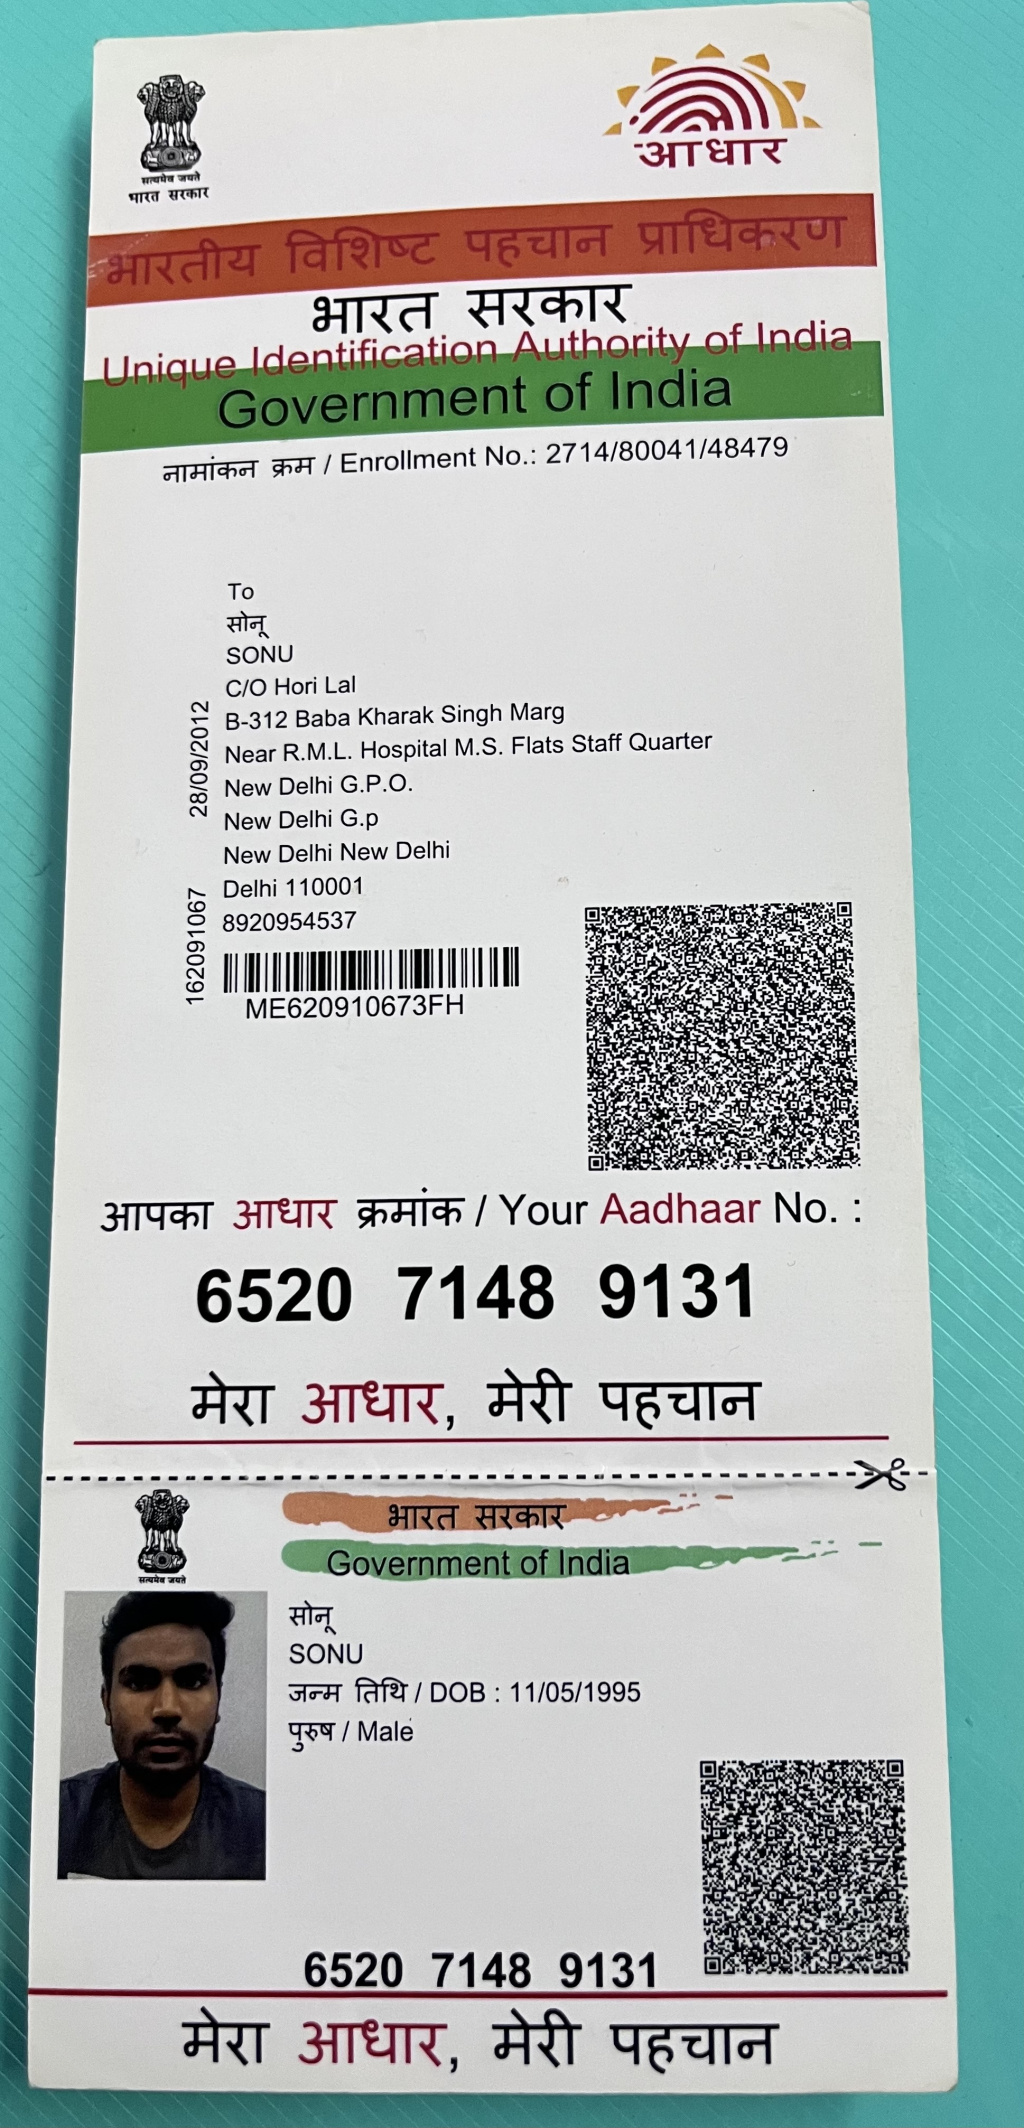 सत्यमेव जयते
भारत सरकार
आधार
भारतीय विशिष्ट पहचान प्राधिकरण
भारत सरकार
Unique Identification Authority of India
Government of India
नामांकन क्रम / Enrollment No.: 2714/80041/48479
To
सोनू
SONU
C/O Hori Lal
B-312 Baba Kharak Singh Marg
Near R.M.L. Hospital M.S. Flats Staff Quarter
New Delhi G.P.O.
New Delhi G.p
New Delhi New Delhi
Delhi 110001
8920954537
28/09/2012
162091067
ME620910673FH
आपका आधार क्रमांक / Your Aadhaar No. :
6520 7148 9131
मेरा आधार, मेरी पहचान
सत्यमेव जयते
भारत सरकार
Government of India
सोनू
SONU
जन्म तिथि / DOB : 11/05/1995
पुरुष / Male
6520 7148 9131
मेरा आधार, मेरी पहचान